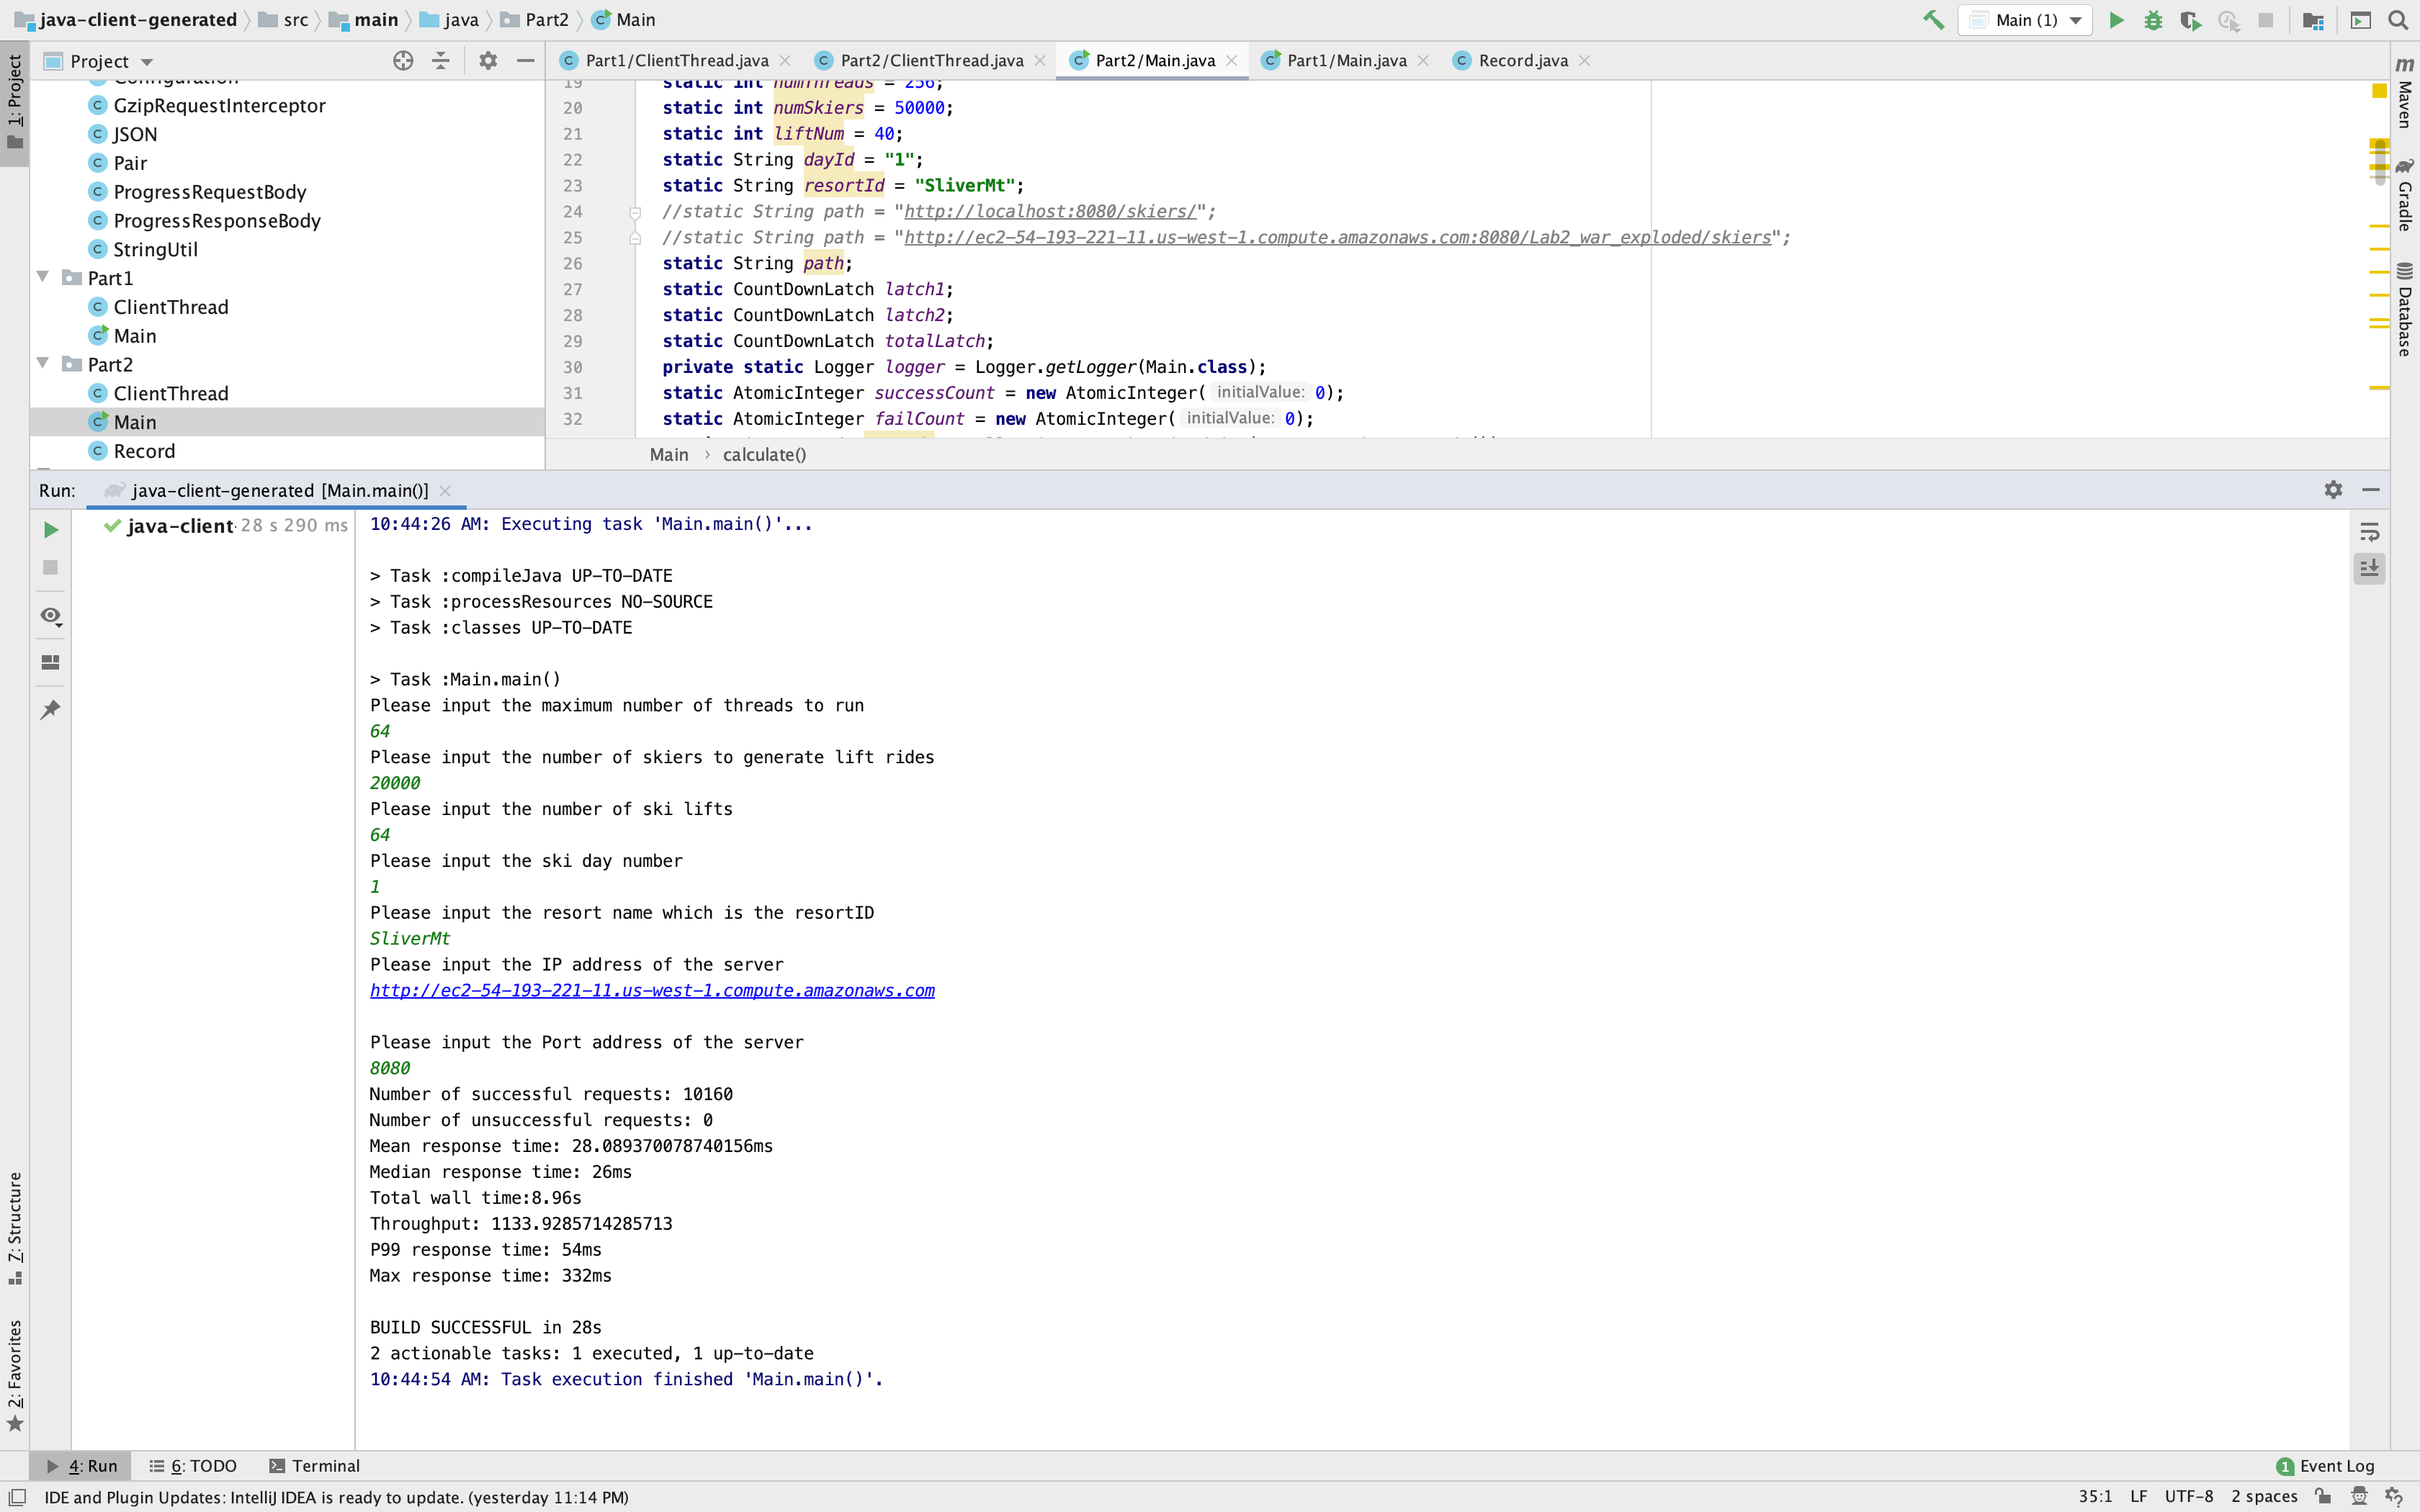 java-client-generated src main java Part2 Main Main (1)
1: Project
Project
Configuration
GzipRequestInterceptor
JSON
Pair
ProgressRequestBody
ProgressResponseBody
StringUtil
Part1
ClientThread
Main
Part2
ClientThread
Main
Record
Part1/ClientThread.java Part2/ClientThread.java Part2/Main.java Part1/Main.java Record.java
19 static int numThreads = 256;
20 static int numSkiers = 50000;
21 static int liftNum = 40;
22 static String dayId = "1";
23 static String resortId = "SliverMt";
24 //static String path = "http://localhost:8080/skiers/";
25 //static String path = "http://ec2-54-193-221-11.us-west-1.compute.amazonaws.com:8080/Lab2_war_exploded/skiers";
26 static String path;
27 static CountDownLatch latch1;
28 static CountDownLatch latch2;
29 static CountDownLatch totalLatch;
30 private static Logger logger = Logger.getLogger(Main.class);
31 static AtomicInteger successCount = new AtomicInteger( initialValue: 0);
32 static AtomicInteger failCount = new AtomicInteger( initialValue: 0);
Main › calculate()
m Maven
Gradle
Database
Run: java-client-generated [Main.main()]
java-client 28 s 290 ms
10:44:26 AM: Executing task 'Main.main()'...
> Task :compileJava UP-TO-DATE
> Task :processResources NO-SOURCE
> Task :classes UP-TO-DATE
> Task :Main.main()
Please input the maximum number of threads to run
64
Please input the number of skiers to generate lift rides
20000
Please input the number of ski lifts
64
Please input the ski day number
1
Please input the resort name which is the resortID
SliverMt
Please input the IP address of the server
http://ec2-54-193-221-11.us-west-1.compute.amazonaws.com
Please input the Port address of the server
8080
Number of successful requests: 10160
Number of unsuccessful requests: 0
Mean response time: 28.089370078740156ms
Median response time: 26ms
Total wall time:8.96s
Throughput: 1133.9285714285713
P99 response time: 54ms
Max response time: 332ms
BUILD SUCCESSFUL in 28s
2 actionable tasks: 1 executed, 1 up-to-date
10:44:54 AM: Task execution finished 'Main.main()'.
7: Structure
2: Favorites
4: Run 6: TODO Terminal 1 Event Log
IDE and Plugin Updates: IntelliJ IDEA is ready to update. (yesterday 11:14 PM) 35:1 LF UTF-8 2 spaces